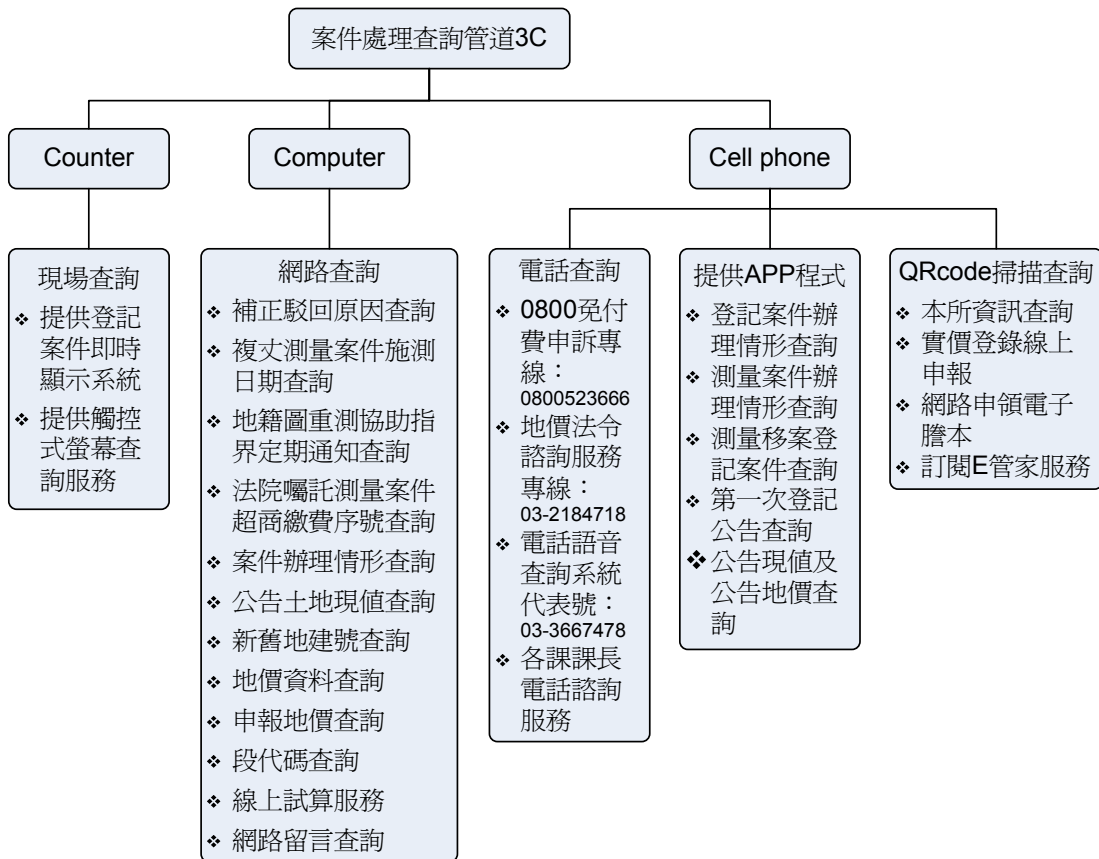 案件處理查詢管道3C
Counter
Computer
Cell phone
現場查詢
❖ 提供登記
案件即時
顯示系統
❖ 提供觸控
式螢幕查
詢服務
網路查詢
❖ 補正駁回原因查詢
❖ 複丈測量案件施測
日期查詢
❖ 地籍圖重測協助指
界定期通知查詢
❖ 法院囑託測量案件
超商繳費序號查詢
❖ 案件辦理情形查詢
❖ 公告土地現值查詢
❖ 新舊地建號查詢
❖ 地價資料查詢
❖ 申報地價查詢
❖ 段代碼查詢
❖ 線上試算服務
❖ 網路留言查詢
電話查詢
❖ 0800免付
費申訴專
線：
0800523666
❖ 地價法令
諮詢服務
專線：
03-2184718
❖ 電話語音
查詢系統
代表號：
03-3667478
❖ 各課課長
電話諮詢
服務
提供APP程式
❖ 登記案件辦
理情形查詢
❖ 測量案件辦
理情形查詢
❖ 測量移案登
記案件查詢
❖ 第一次登記
公告查詢
❖ 公告現值及
公告地價查
詢
QRcode掃描查詢
❖ 本所資訊查詢
❖ 實價登錄線上
申報
❖ 網路申領電子
謄本
❖ 訂閱E管家服務